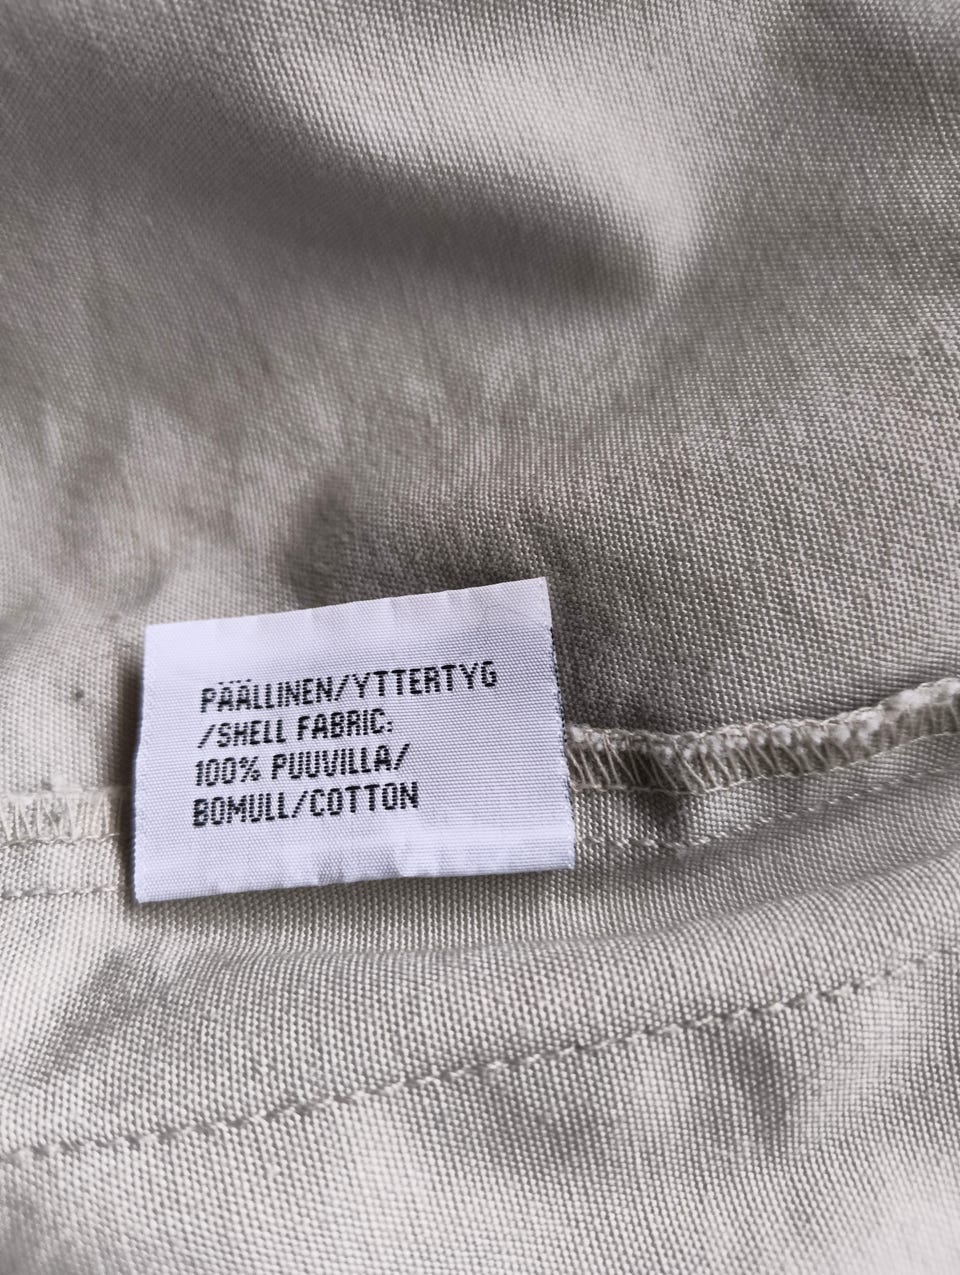 PÄÄLLINEN/YTTERTYG
/SHELL FABRIC:
100% PUUVILLA/
BOMULL/COTTON